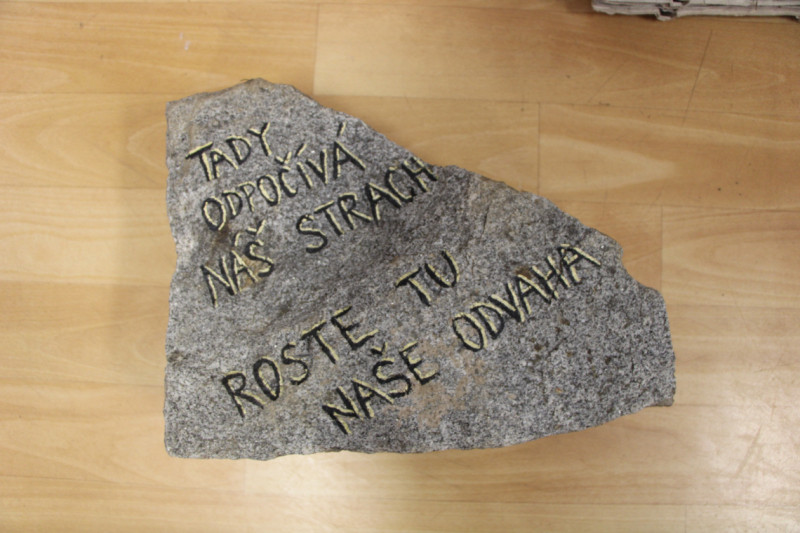 TADY
ODPOČÍVÁ
NÁŠ STRACH
ROSTE TU
NAŠE ODVAHA